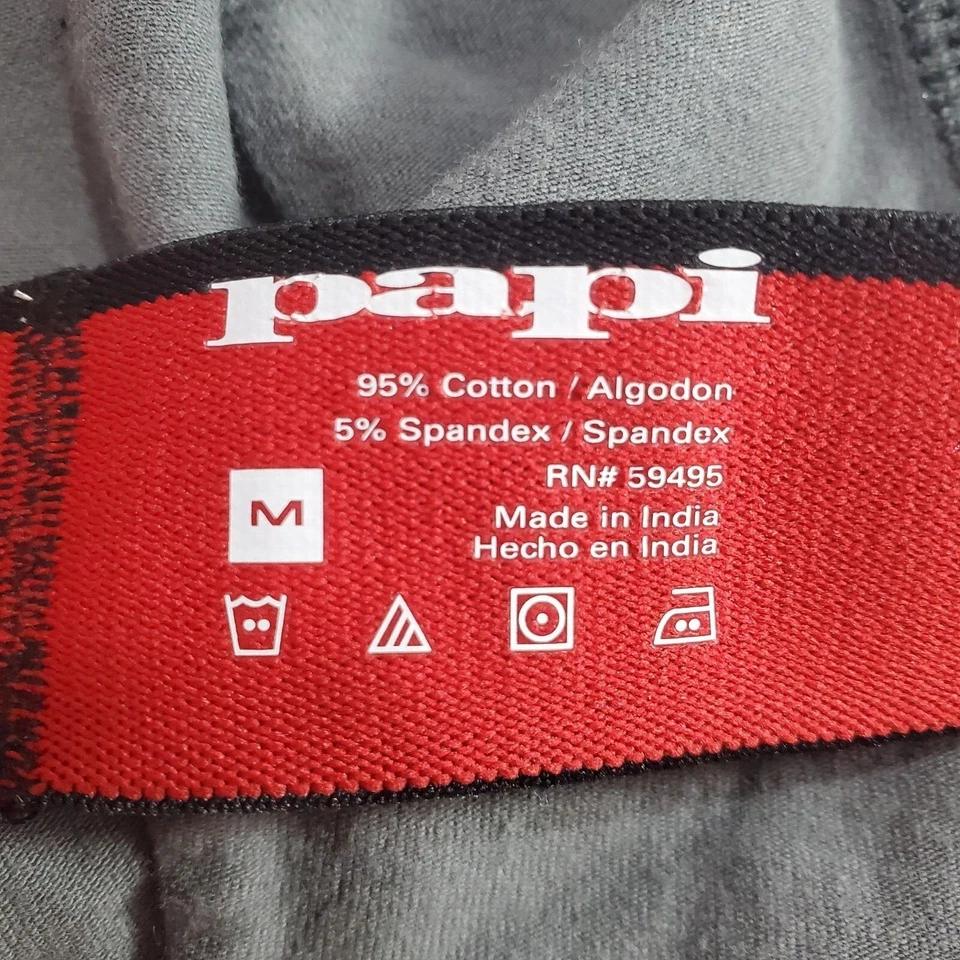 papi
95% Cotton / Algodon
5% Spandex / Spandex
RN# 59495
M
Made in India
Hecho en India